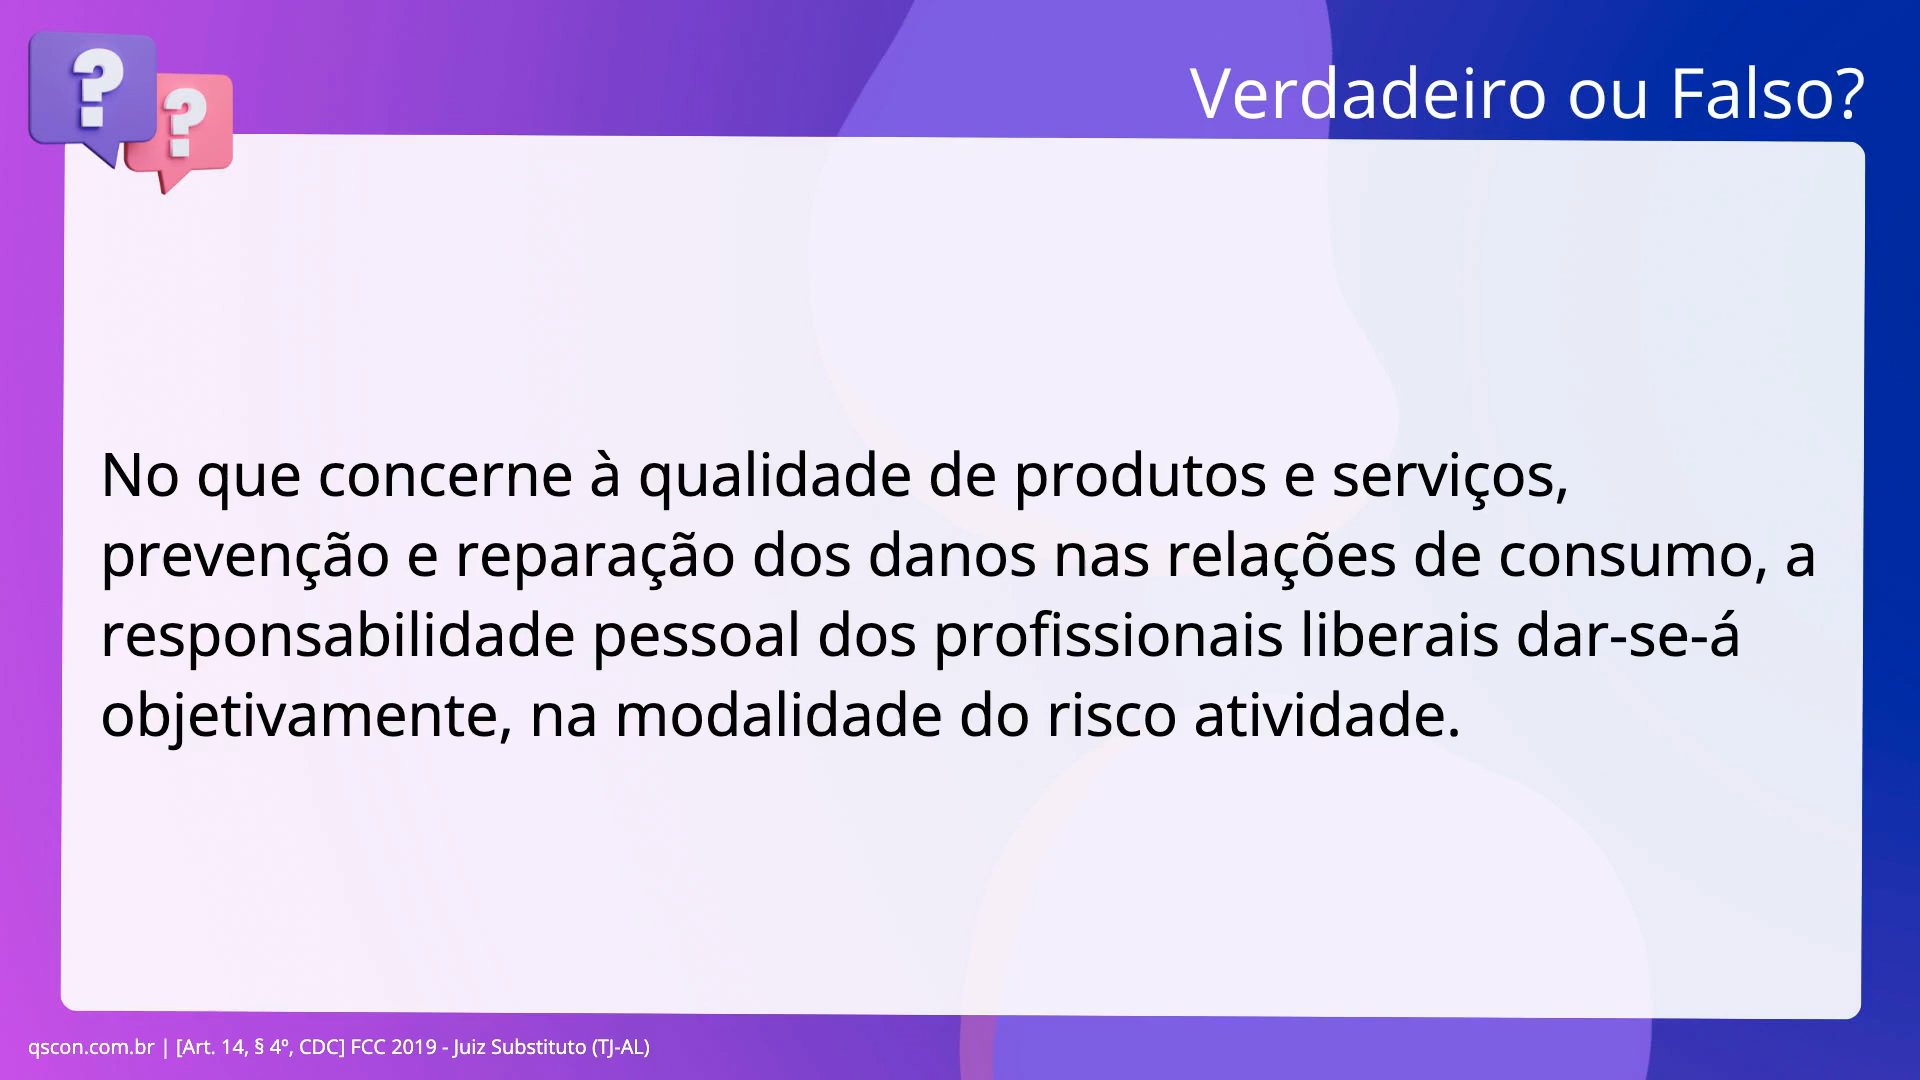 Verdadeiro ou Falso?
No que concerne à qualidade de produtos e serviços,
prevenção e reparação dos danos nas relações de consumo, a
responsabilidade pessoal dos profissionais liberais dar-se-á
objetivamente, na modalidade do risco atividade.
qscon.com.br | [Art. 14, § 4º, CDC] FCC 2019 - Juiz Substituto (TJ-AL)